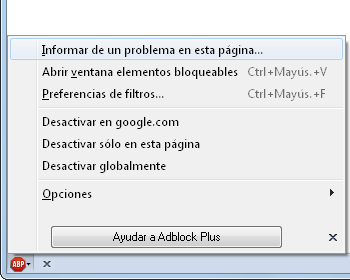 Informar de un problema en esta página...
Abrir ventana elementos bloqueables Ctrl+Mayús.+V
Preferencias de filtros... Ctrl+Mayús.+F
Desactivar en google.com
Desactivar sólo en esta página
Desactivar globalmente
Opciones
Ayudar a Adblock Plus
ABP